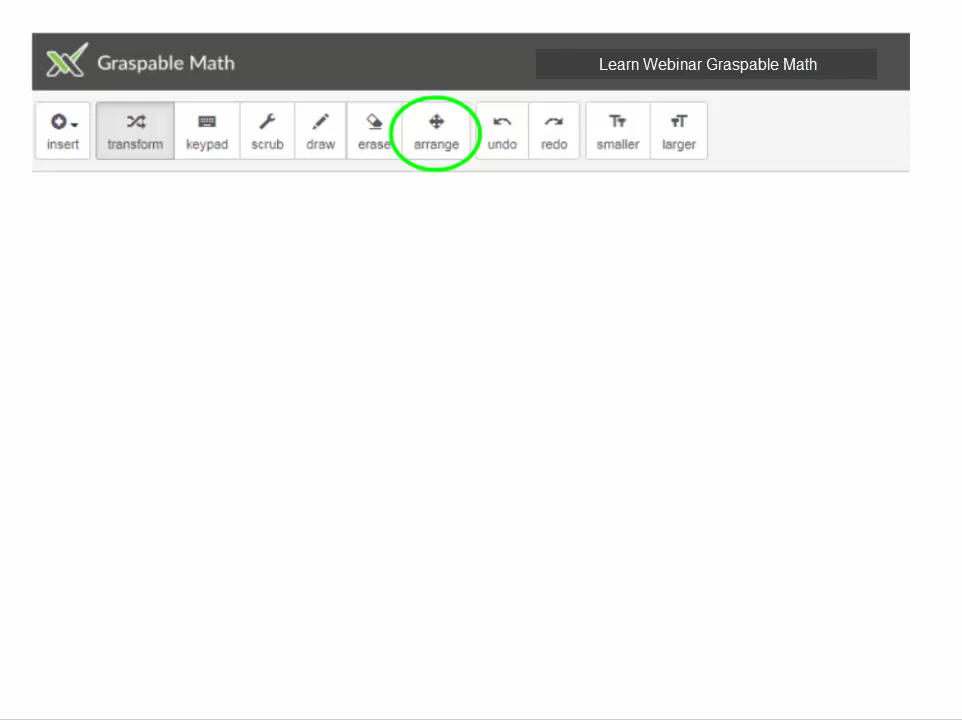 Graspable Math
Learn Webinar Graspable Math
insert transform keypad scrub draw erase arrange undo redo smaller larger